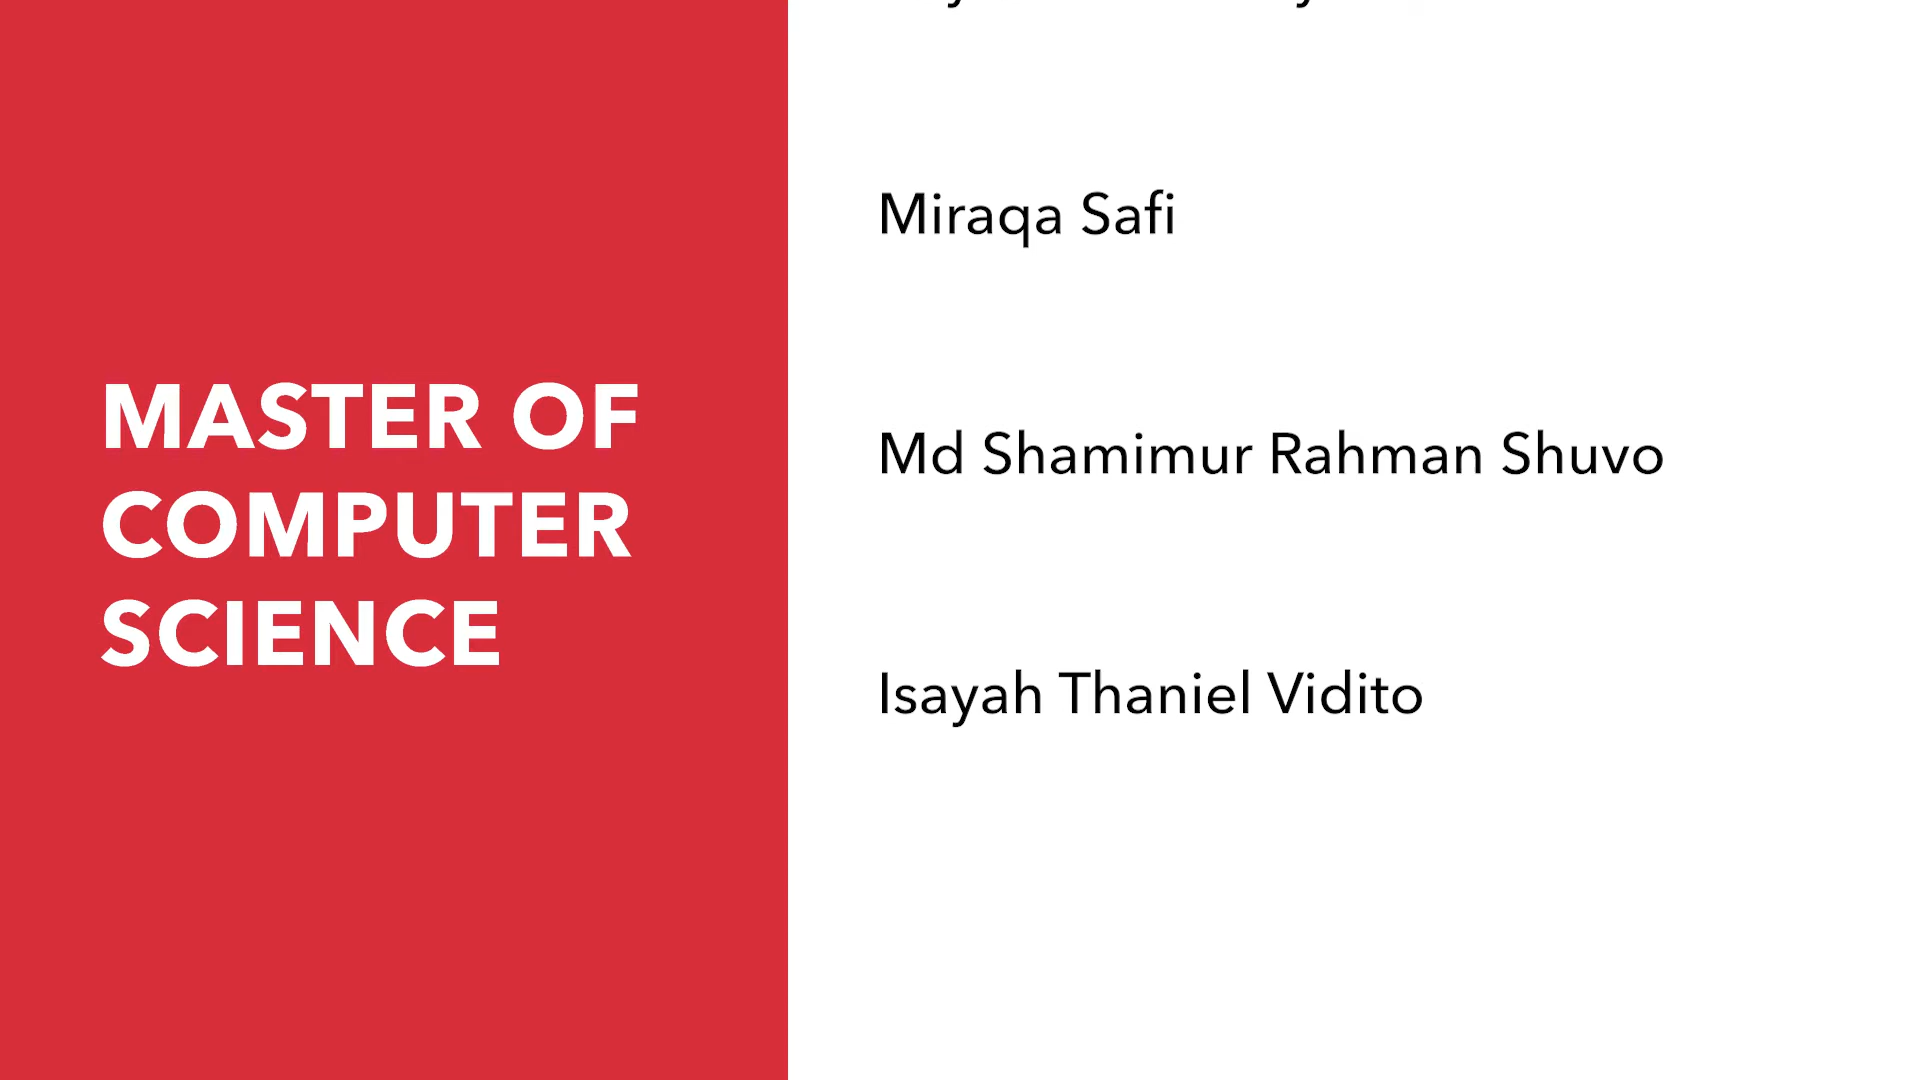 MASTER OF
COMPUTER
SCIENCE
Miraqa Safi
Md Shamimur Rahman Shuvo
Isayah Thaniel Vidito